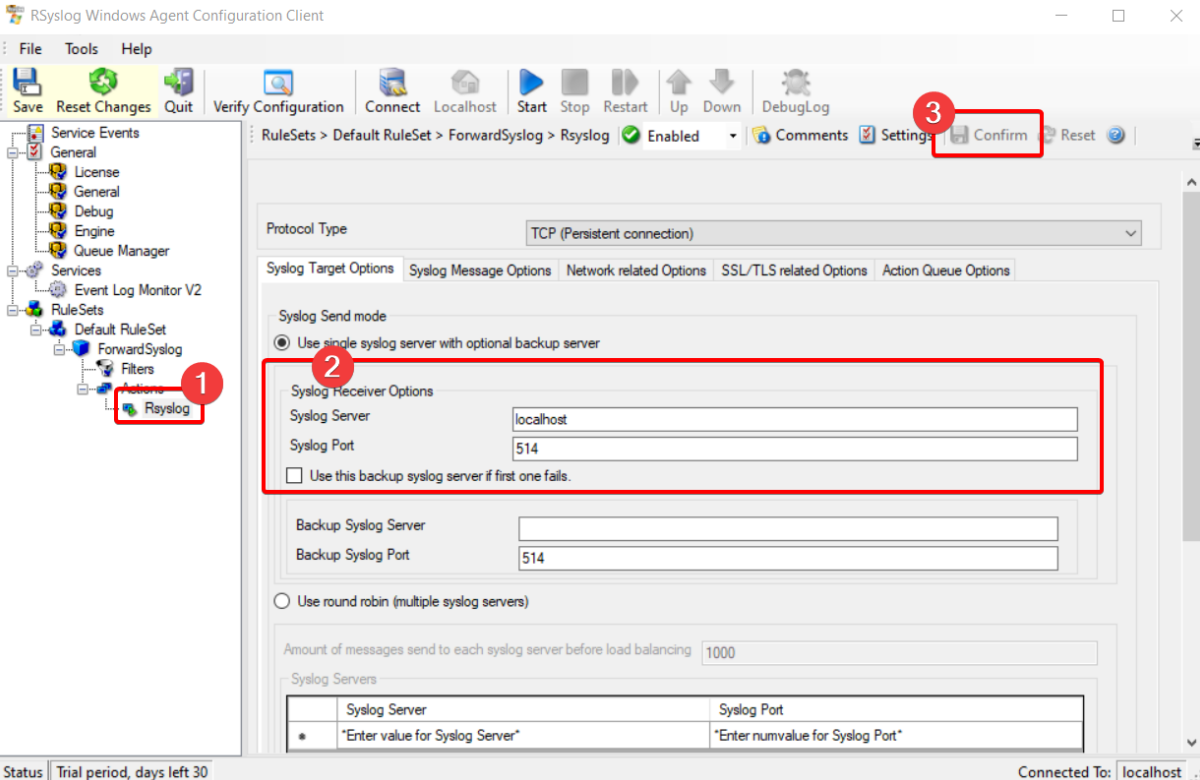 RSyslog Windows Agent Configuration Client
File Tools Help
Save Reset Changes Quit Verify Configuration Connect Localhost Start Stop Restart Up Down DebugLog
Service Events
General
License
General
Debug
Engine
Queue Manager
Services
Event Log Monitor V2
RuleSets
Default RuleSet
ForwardSyslog
Filters
Actions
Rsyslog
1
RuleSets > Default RuleSet > ForwardSyslog > Rsyslog Enabled Comments Settings Confirm Reset
3
Protocol Type TCP (Persistent connection)
Syslog Target Options Syslog Message Options Network related Options SSL/TLS related Options Action Queue Options
Syslog Send mode
Use single syslog server with optional backup server
2
Syslog Receiver Options
Syslog Server localhost
Syslog Port 514
Use this backup syslog server if first one fails.
Backup Syslog Server
Backup Syslog Port 514
Use round robin (multiple syslog servers)
Amount of messages send to each syslog server before load balancing 1000
Syslog Servers
Syslog Server Syslog Port
*Enter value for Syslog Server* *Enter numvalue for Syslog Port*
Status Trial period, days left 30 Connected To: localhost